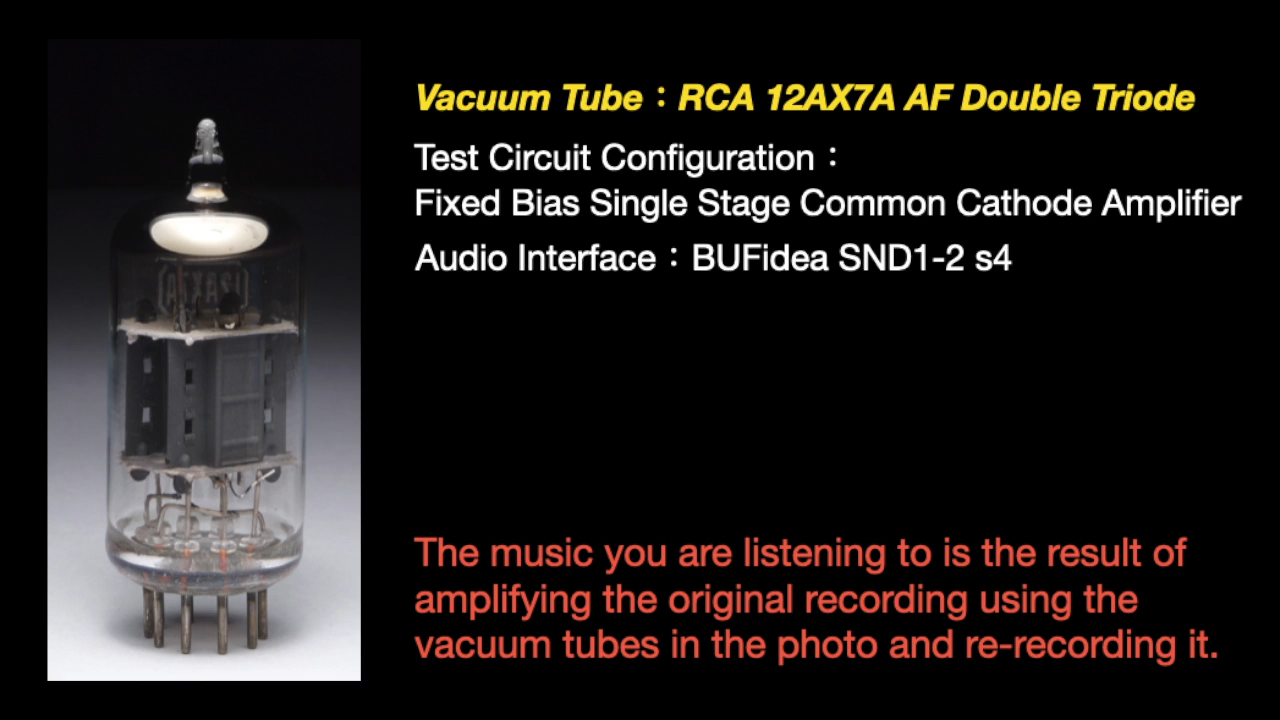 Vacuum Tube：RCA 12AX7A AF Double Triode
Test Circuit Configuration：
Fixed Bias Single Stage Common Cathode Amplifier
Audio Interface：BUFidea SND1-2 s4
The music you are listening to is the result of
amplifying the original recording using the
vacuum tubes in the photo and re-recording it.